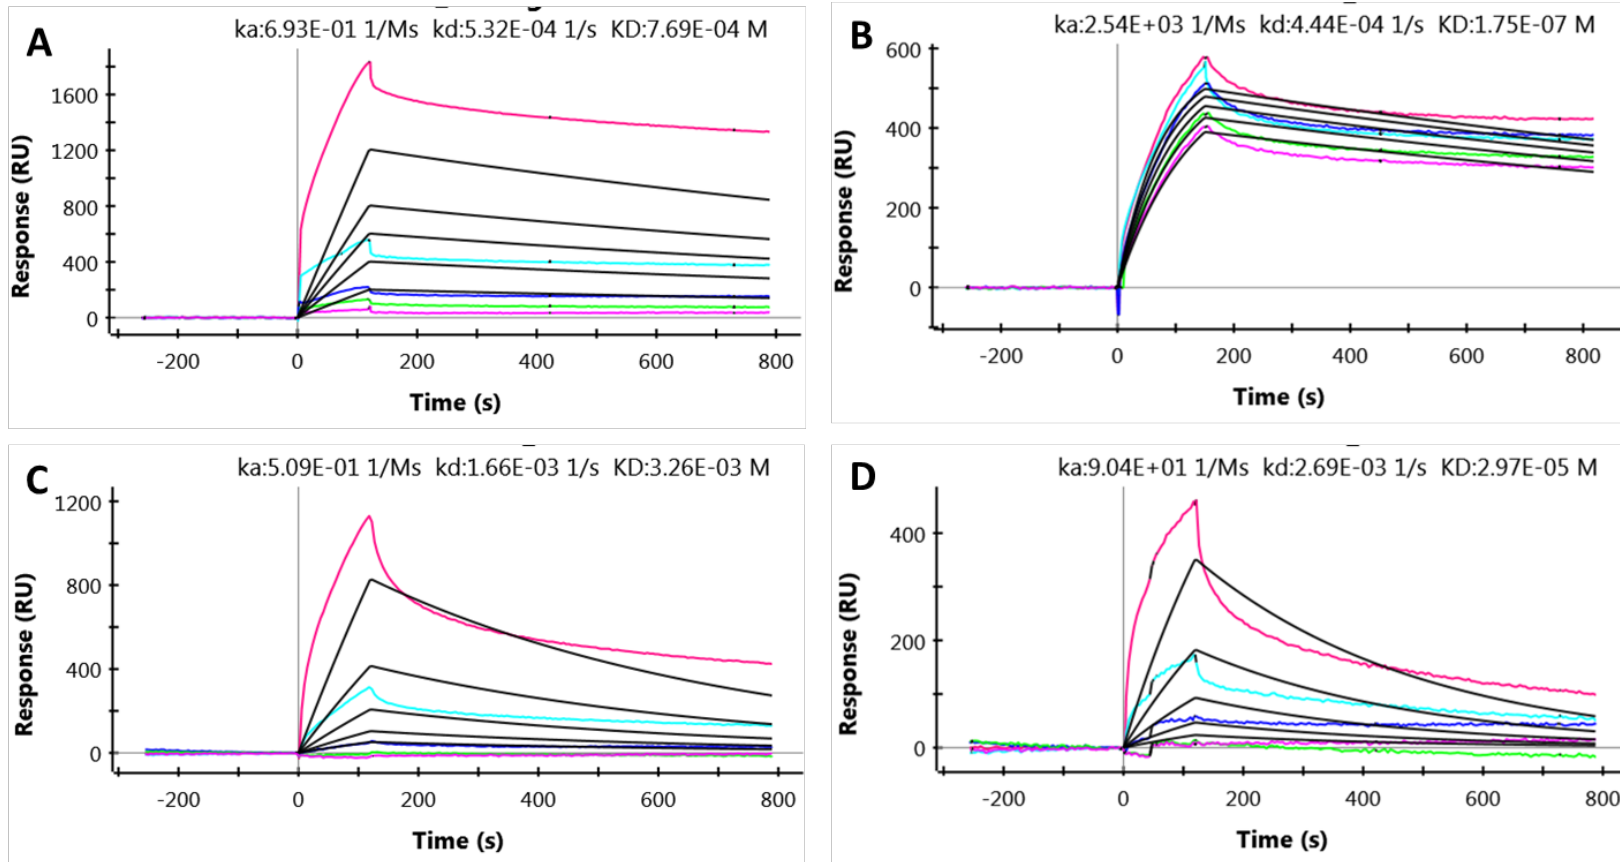 A
ka:6.93E-01 1/Ms kd:5.32E-04 1/s KD:7.69E-04 M
Response (RU)
1600
1200
800
400
0
-200 0 200 400 600 800
Time (s)
B
ka:2.54E+03 1/Ms kd:4.44E-04 1/s KD:1.75E-07 M
Response (RU)
600
400
200
0
-200 0 200 400 600 800
Time (s)
C
ka:5.09E-01 1/Ms kd:1.66E-03 1/s KD:3.26E-03 M
Response (RU)
1200
800
400
0
-200 0 200 400 600 800
Time (s)
D
ka:9.04E+01 1/Ms kd:2.69E-03 1/s KD:2.97E-05 M
Response (RU)
400
200
0
-200 0 200 400 600 800
Time (s)